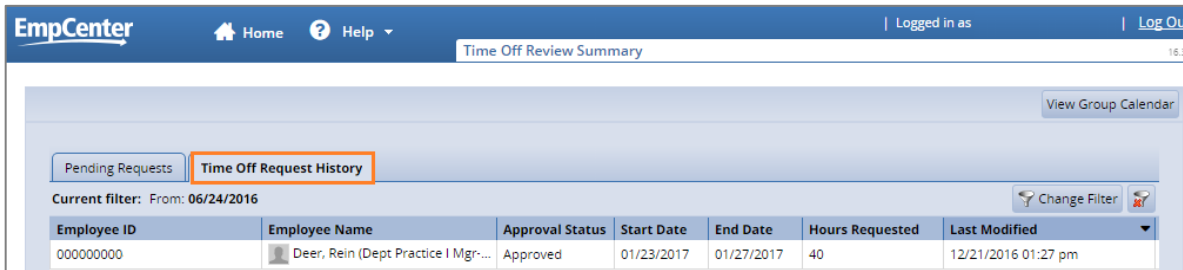 EmpCenter Home ? Help | Logged in as | Log Ou
Time Off Review Summary 16.
View Group Calendar
Pending Requests Time Off Request History
Current filter: From: 06/24/2016 Change Filter
Employee ID Employee Name Approval Status Start Date End Date Hours Requested Last Modified
000000000 Deer, Rein (Dept Practice I Mgr-... Approved 01/23/2017 01/27/2017 40 12/21/2016 01:27 pm